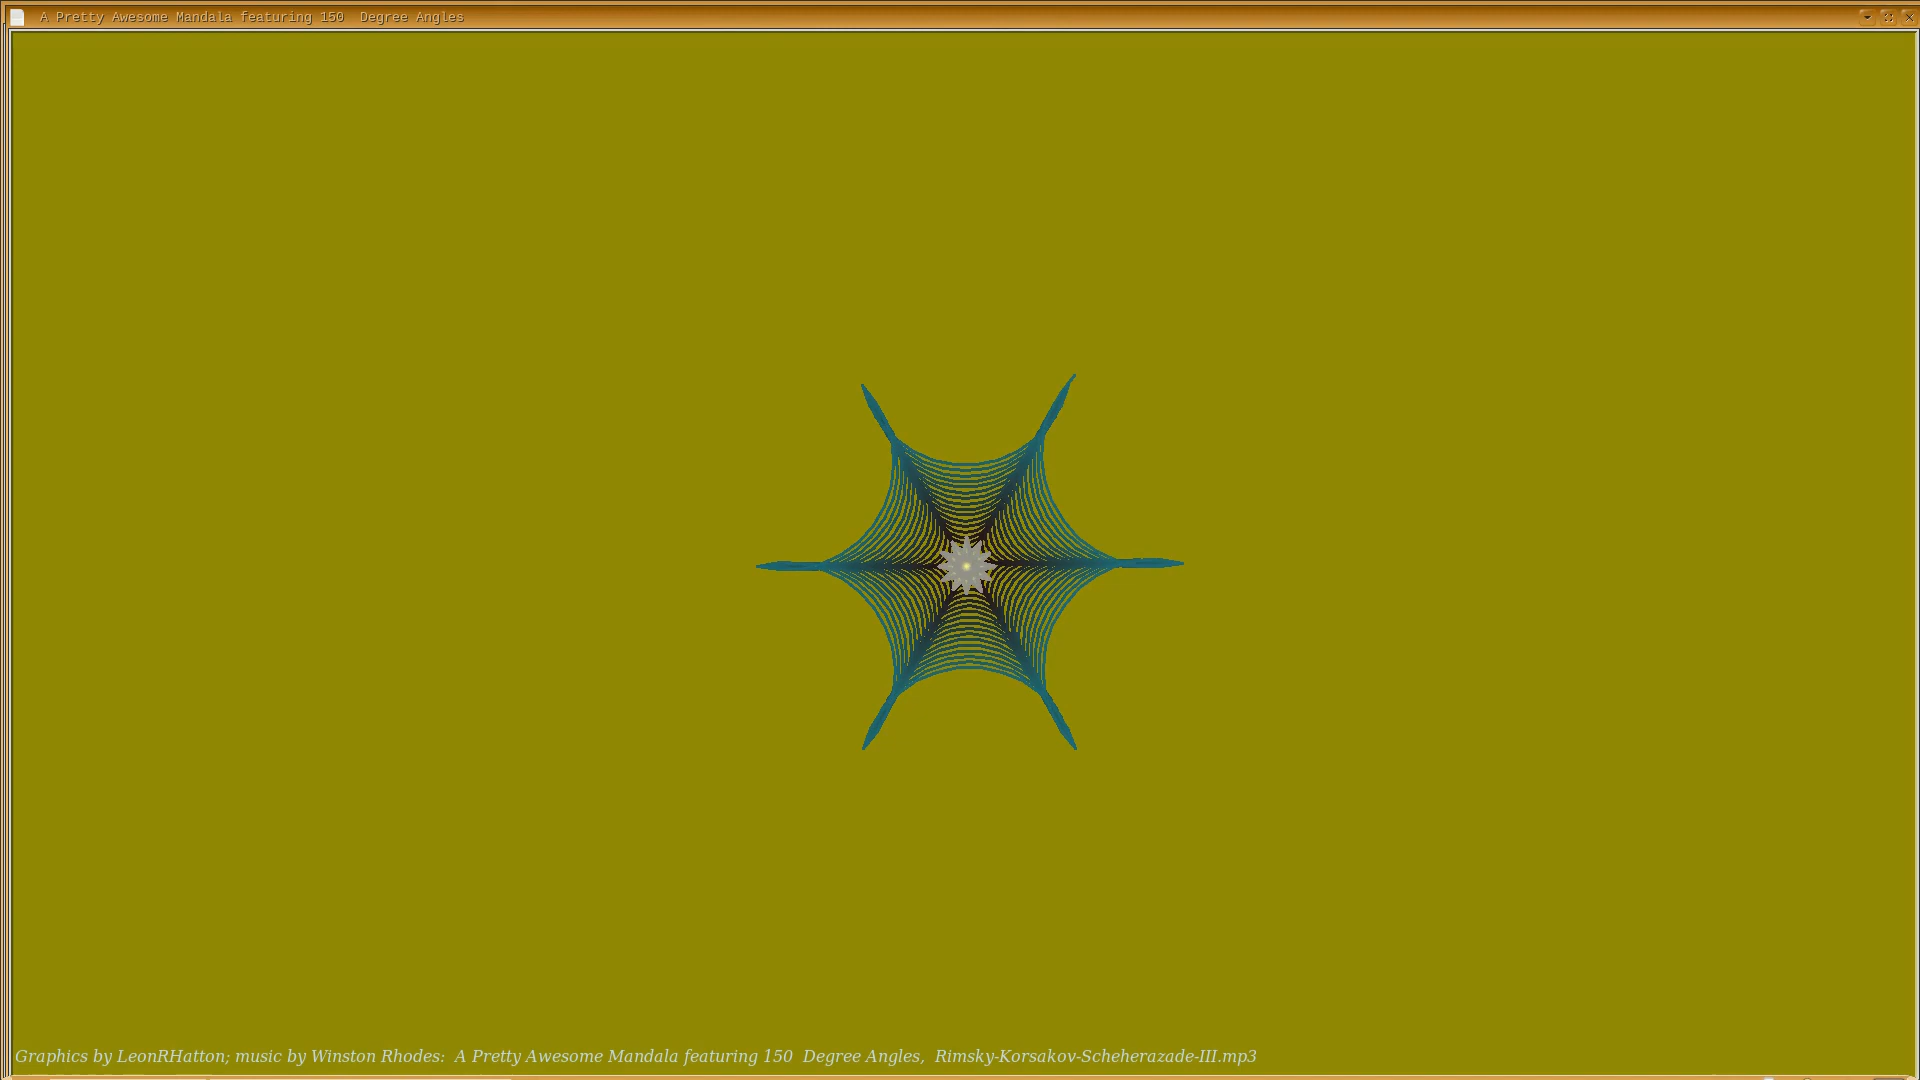 A Pretty Awesome Mandala featuring 150  Degree Angles
Graphics by LeonRHatton; music by Winston Rhodes:  A Pretty Awesome Mandala featuring 150  Degree Angles,  Rimsky-Korsakov-Scheherazade-III.mp3